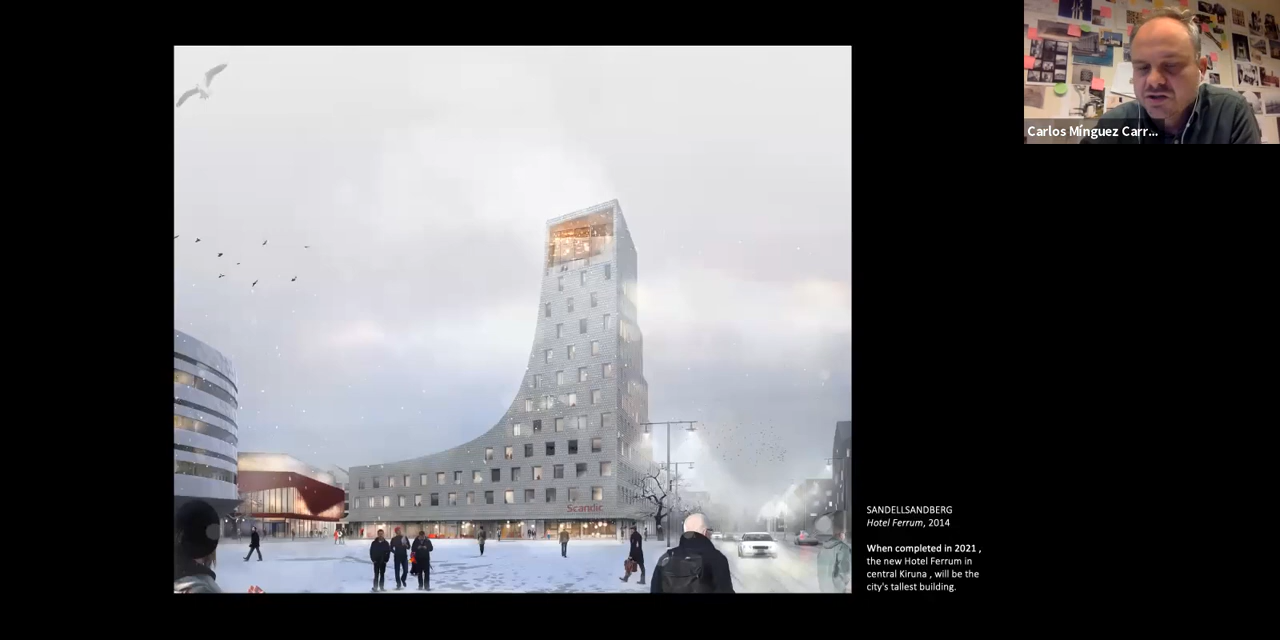 Carlos Mínguez Carr...
Scandic
SANDELLSANDBERG
Hotel Ferrum, 2014
When completed in 2021 ,
the new Hotel Ferrum in
central Kiruna , will be the
city's tallest building.